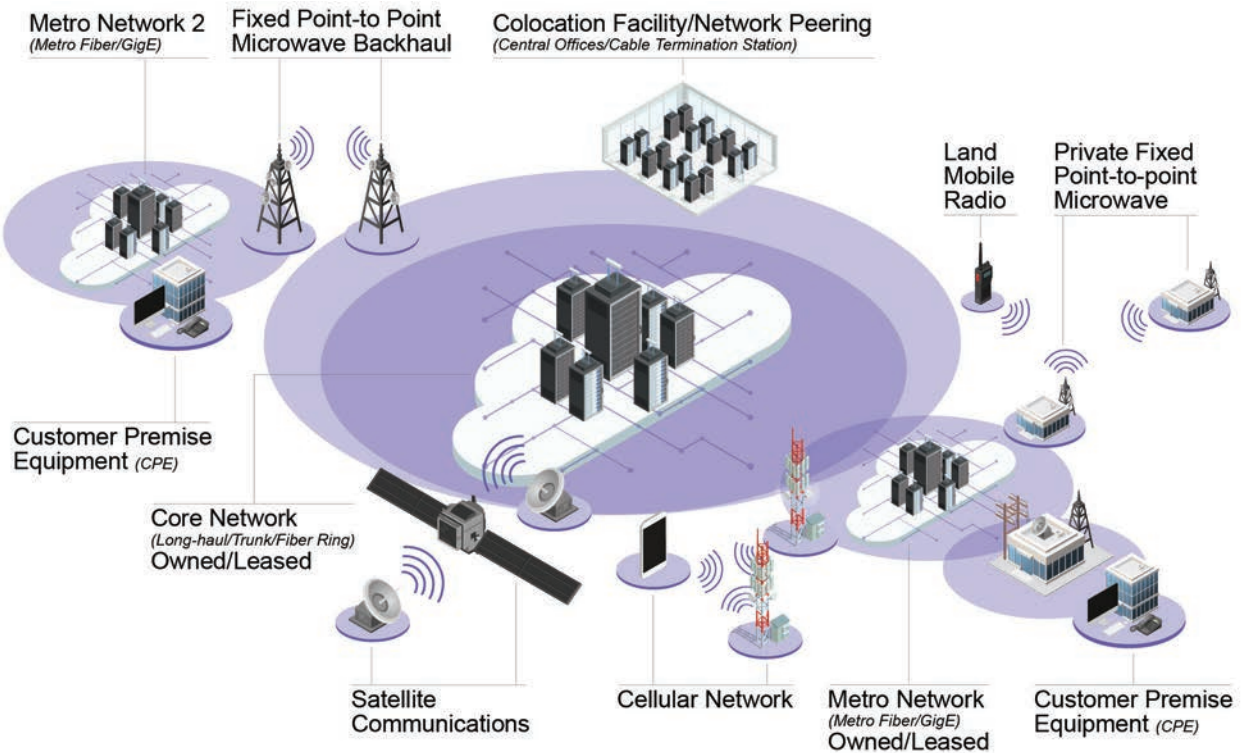 Metro Network 2
(Metro Fiber/GigE)
Fixed Point-to Point
Microwave Backhaul
Colocation Facility/Network Peering
(Central Offices/Cable Termination Station)
Land
Mobile
Radio
Private Fixed
Point-to-point
Microwave
Customer Premise
Equipment (CPE)
Core Network
(Long-haul/Trunk/Fiber Ring)
Owned/Leased
Satellite
Communications
Cellular Network
Metro Network
(Metro Fiber/GigE)
Owned/Leased
Customer Premise
Equipment (CPE)